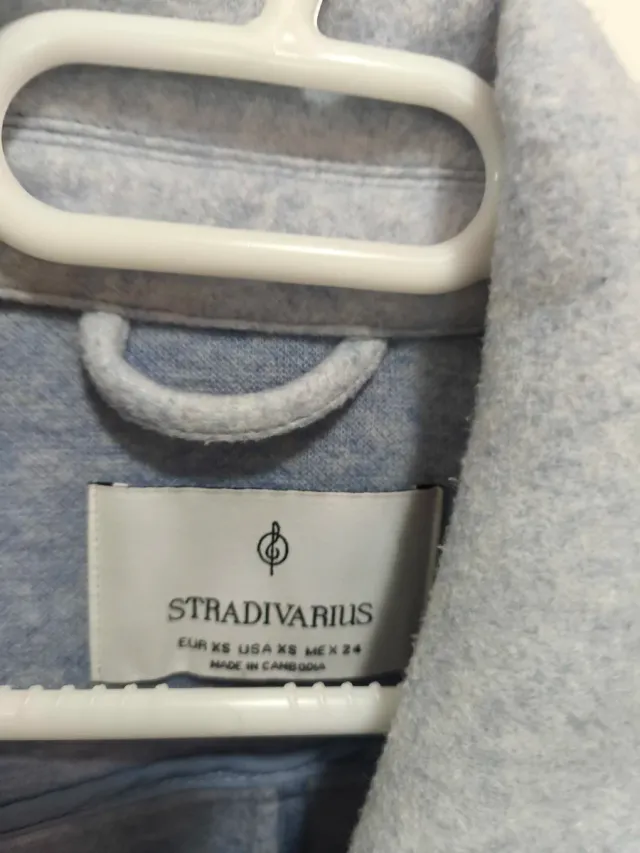 STRADIVARIUS
EUR XS USA XS MEX 24
MADE IN CAMBODIA